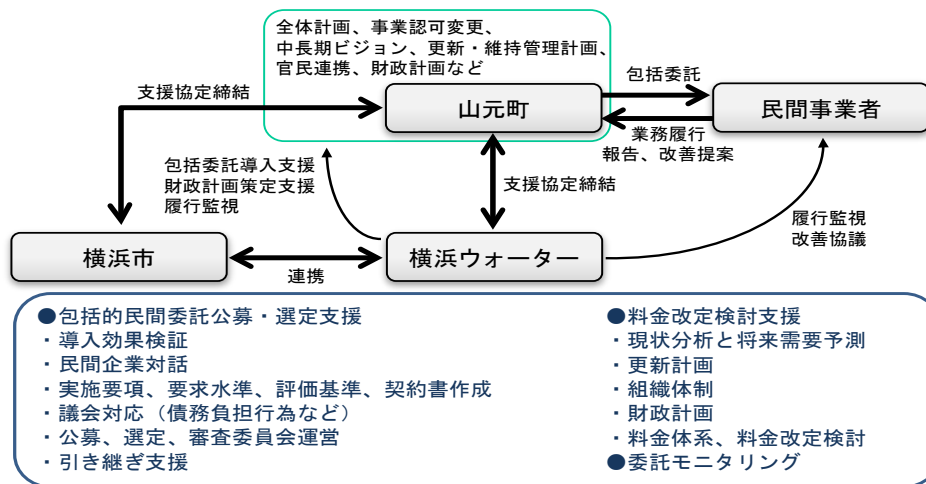 全体計画、事業認可変更、
中長期ビジョン、更新・維持管理計画、
官民連携、財政計画など
支援協定締結
山元町
包括委託
民間事業者
業務履行
報告、改善提案
包括委託導入支援
財政計画策定支援
履行監視
支援協定締結
履行監視
改善協議
横浜市
連携
横浜ウォーター
●包括的民間委託公募・選定支援
・導入効果検証
・民間企業対話
・実施要項、要求水準、評価基準、契約書作成
・議会対応（債務負担行為など）
・公募、選定、審査委員会運営
・引き継ぎ支援
●料金改定検討支援
・現状分析と将来需要予測
・更新計画
・組織体制
・財政計画
・料金体系、料金改定検討
●委託モニタリング